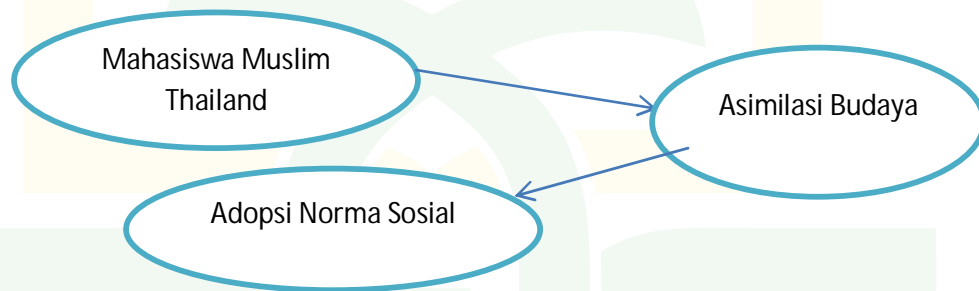 Mahasiswa Muslim
Thailand
Asimilasi Budaya
Adopsi Norma Sosial